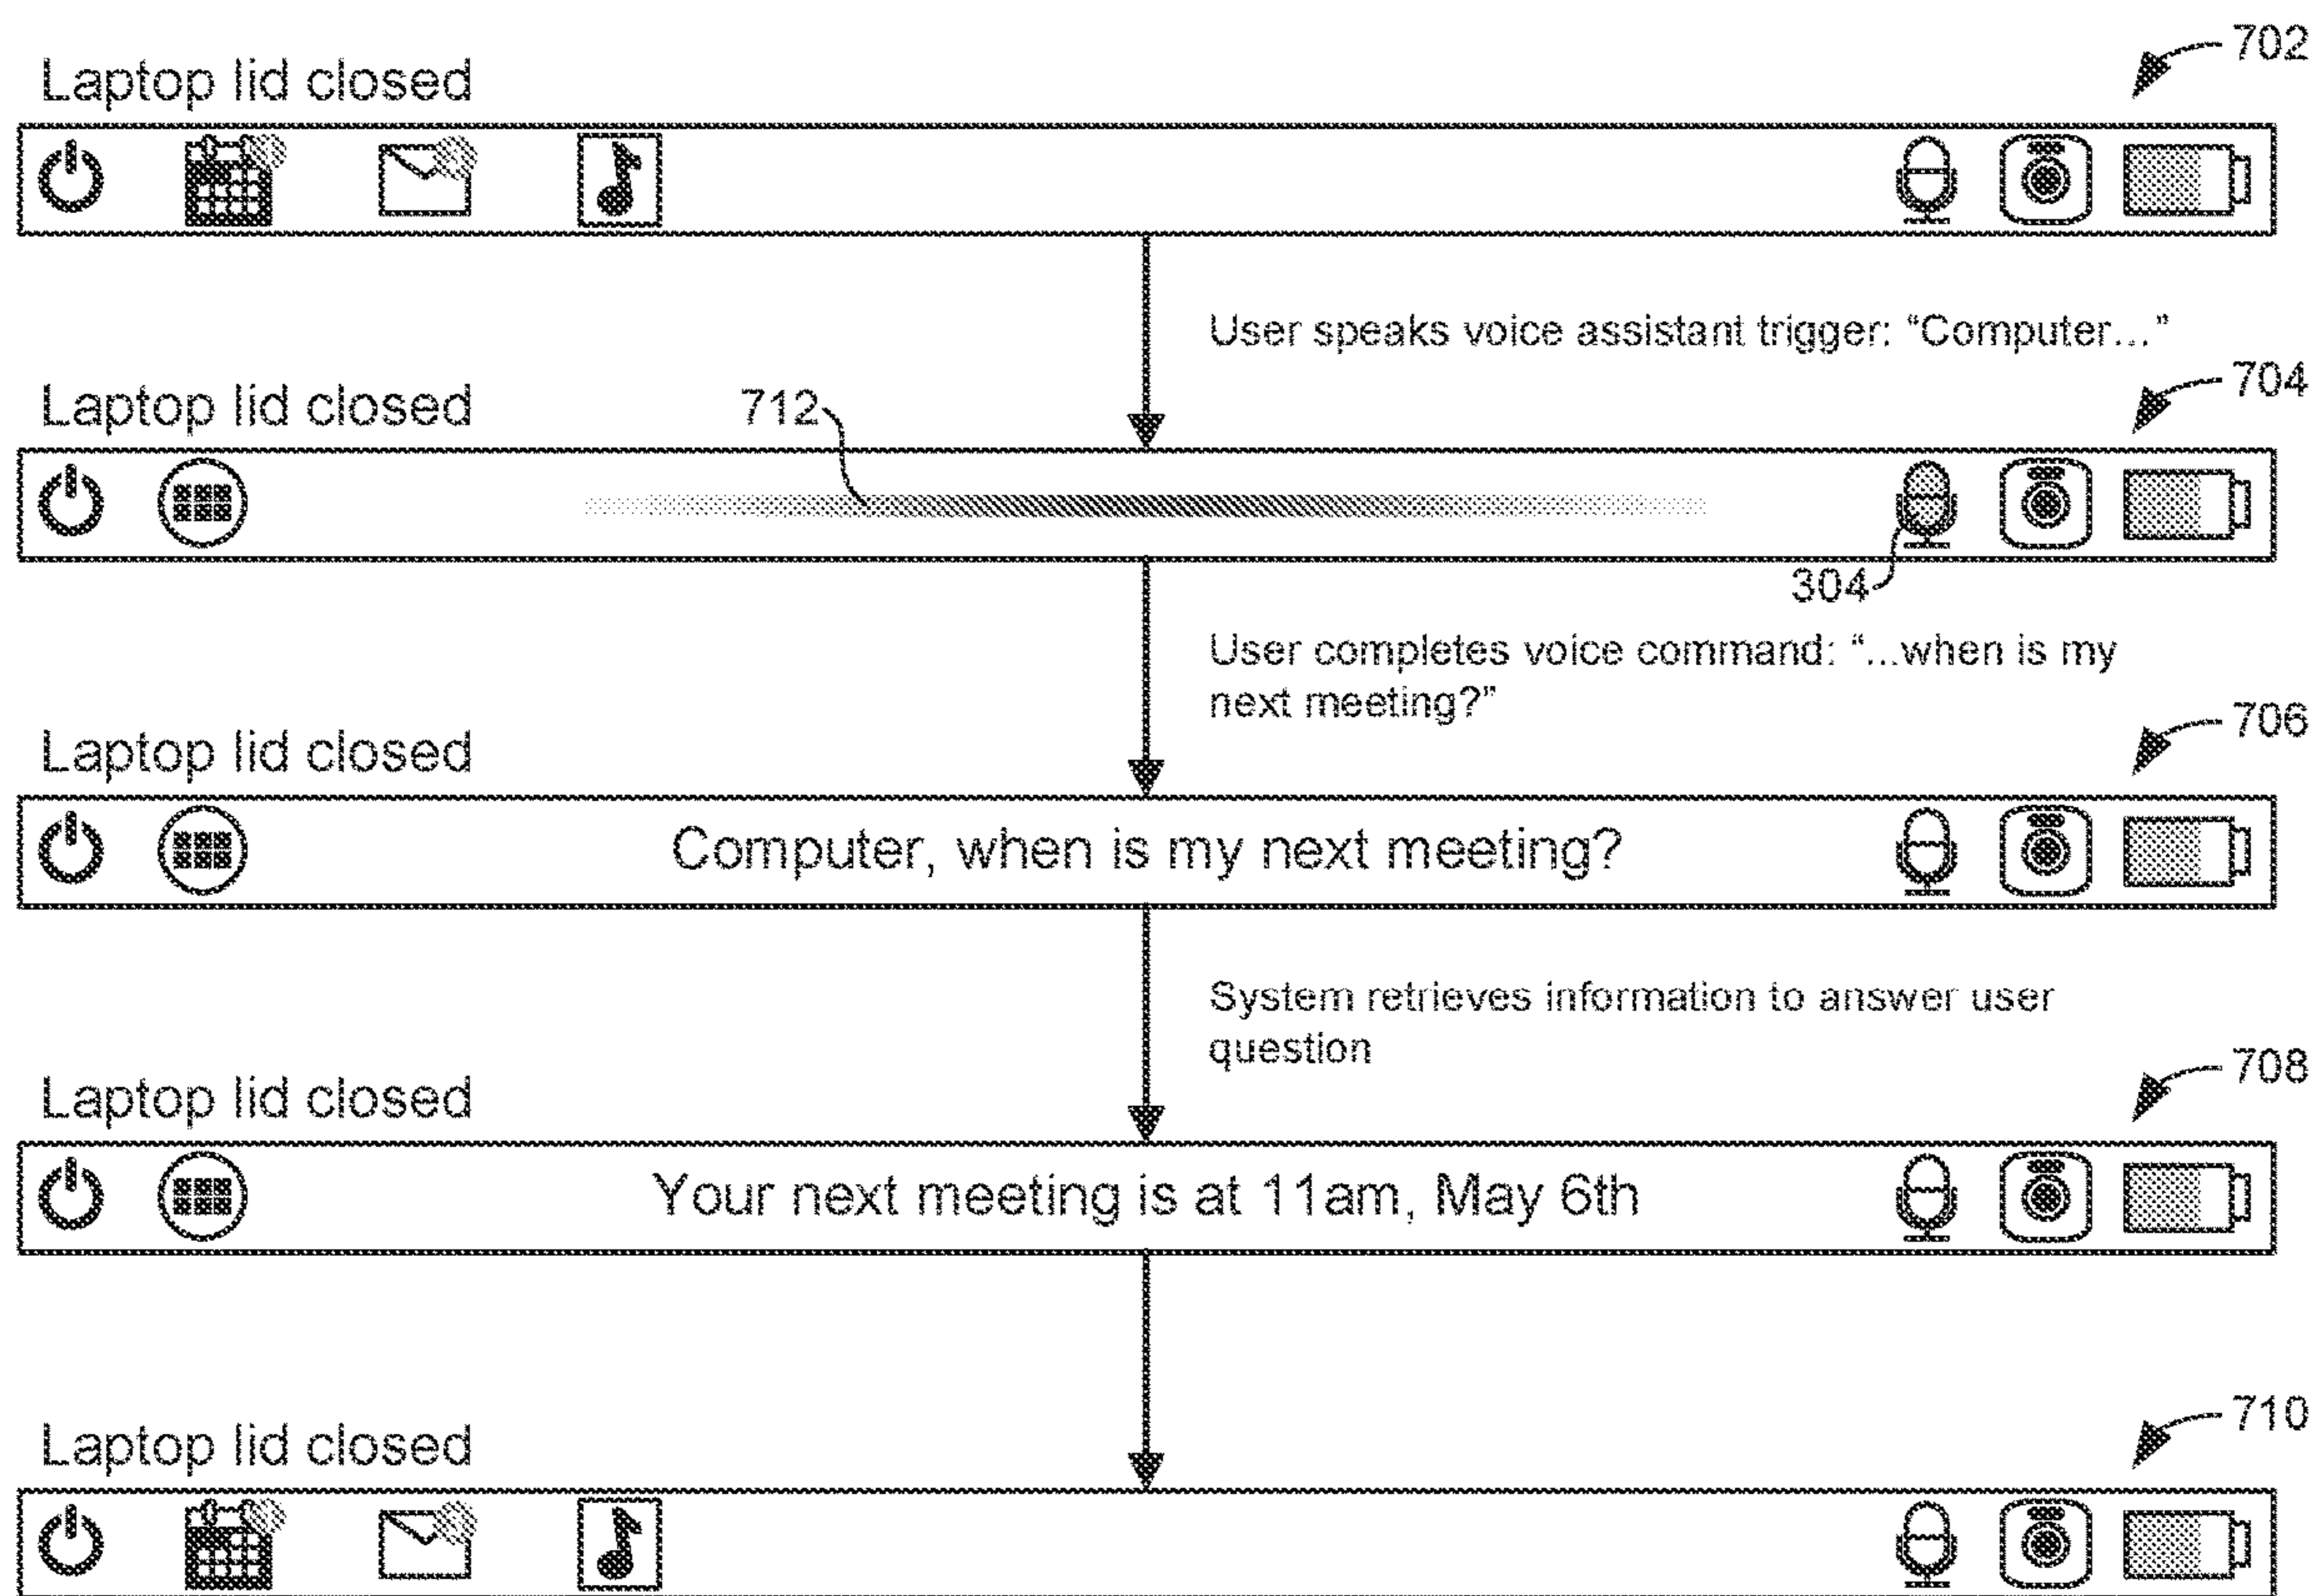 702
Laptop lid closed
User speaks voice assistant trigger: “Computer...”
704
Laptop lid closed
712
304
User completes voice command: “...when is my
next meeting?”
706
Laptop lid closed
Computer, when is my next meeting?
System retrieves information to answer user
question
708
Laptop lid closed
Your next meeting is at 11am, May 6th
710
Laptop lid closed